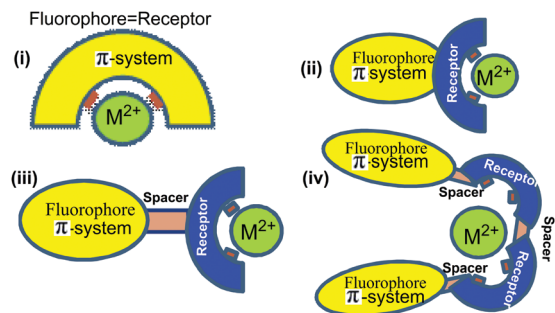 Fluorophore=Receptor
(i)
π-system
M2+
(ii)
Fluorophore
π system
Receptor
M2+
(iii)
Fluorophore
π-system
Spacer
Receptor
M2+
(iv)
Fluorophore
π-system
Spacer
Receptor
M2+
Spacer
Receptor
Spacer
Fluorophore
π-system